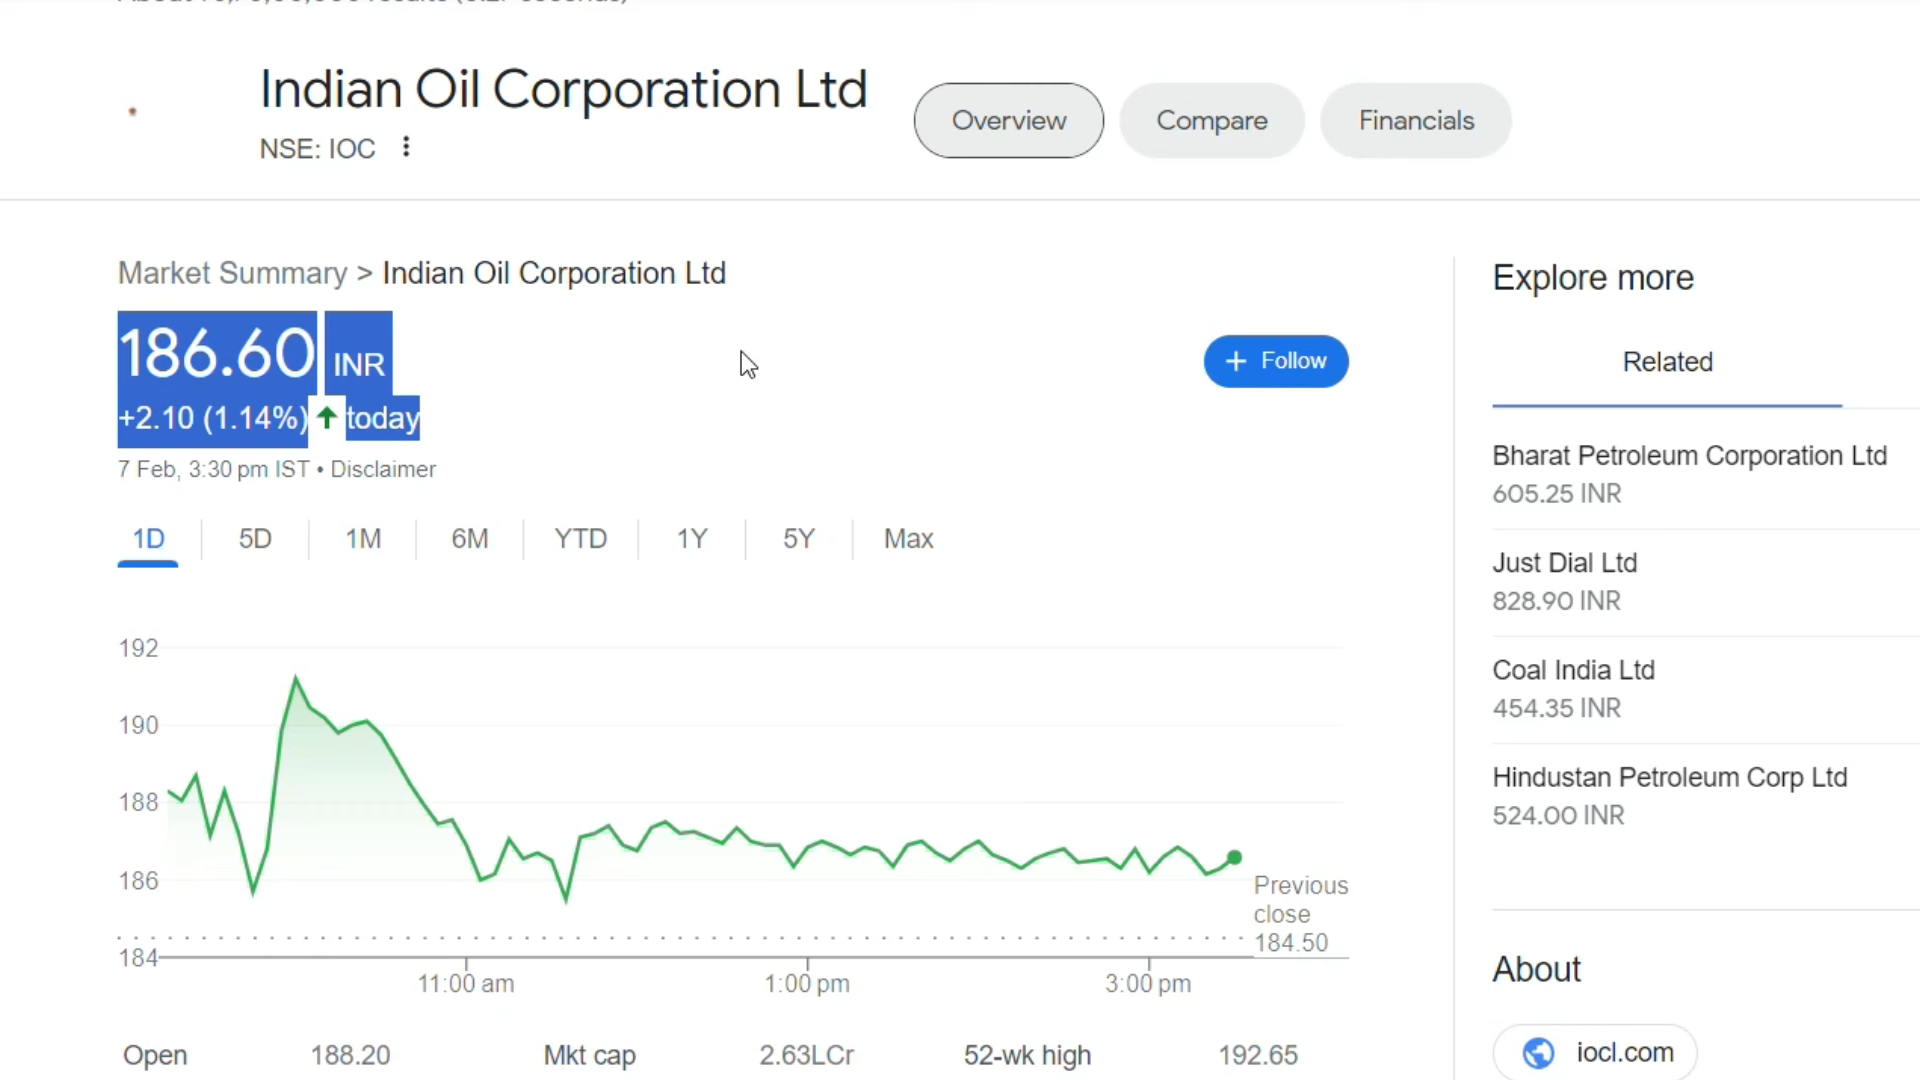 Indian Oil Corporation Ltd
NSE: IOC
Overview
Compare
Financials
Market Summary > Indian Oil Corporation Ltd
186.60 INR
+2.10 (1.14%) today
7 Feb, 3:30 pm IST • Disclaimer
+ Follow
1D
5D
1M
6M
YTD
1Y
5Y
Max
192
190
188
186
184
Previous
close
184.50
11:00 am
1:00 pm
3:00 pm
Open 188.20
Mkt cap 2.63LCr
52-wk high 192.65
Explore more
Related
Bharat Petroleum Corporation Ltd
605.25 INR
Just Dial Ltd
828.90 INR
Coal India Ltd
454.35 INR
Hindustan Petroleum Corp Ltd
524.00 INR
About
iocl.com